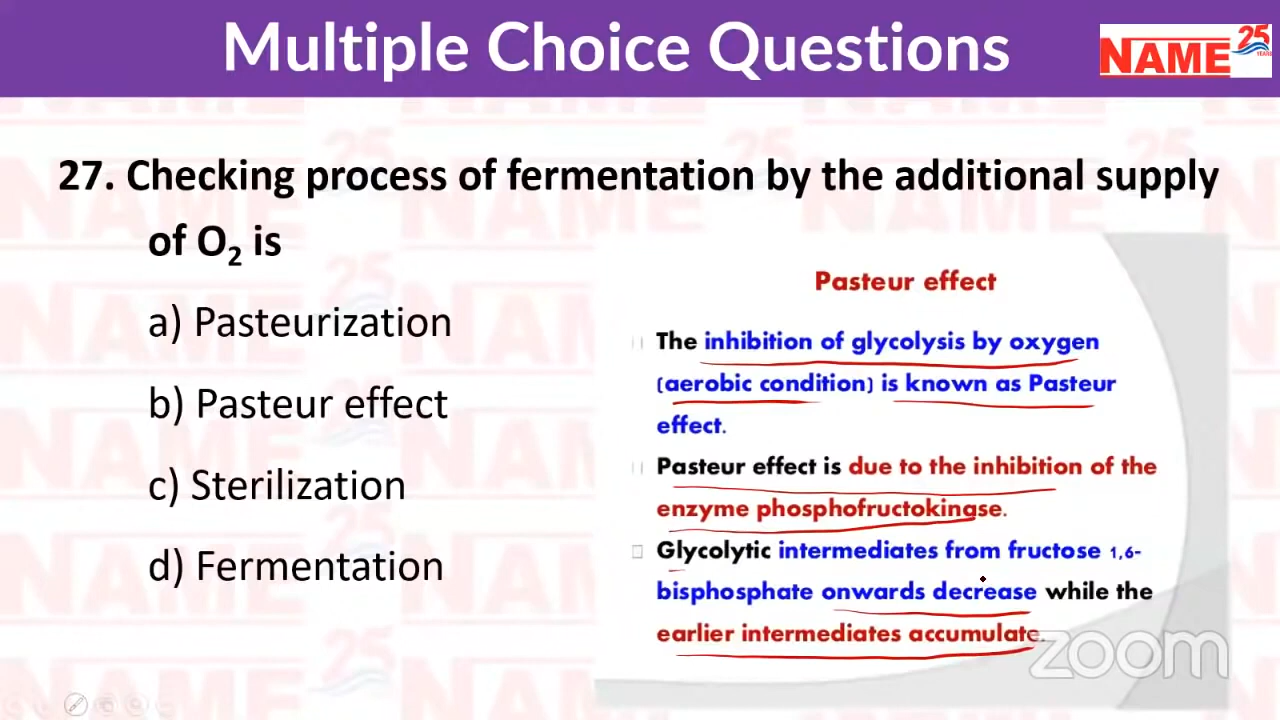 Multiple Choice Questions
NAME 25 YEARS
27. Checking process of fermentation by the additional supply
of O₂ is
a) Pasteurization
b) Pasteur effect
c) Sterilization
d) Fermentation
Pasteur effect
The inhibition of glycolysis by oxygen
(aerobic condition) is known as Pasteur
effect.
Pasteur effect is due to the inhibition of the
enzyme phosphofructokinase.
Glycolytic intermediates from fructose 1,6-
bisphosphate onwards decrease while the
earlier intermediates accumulate.
zoom